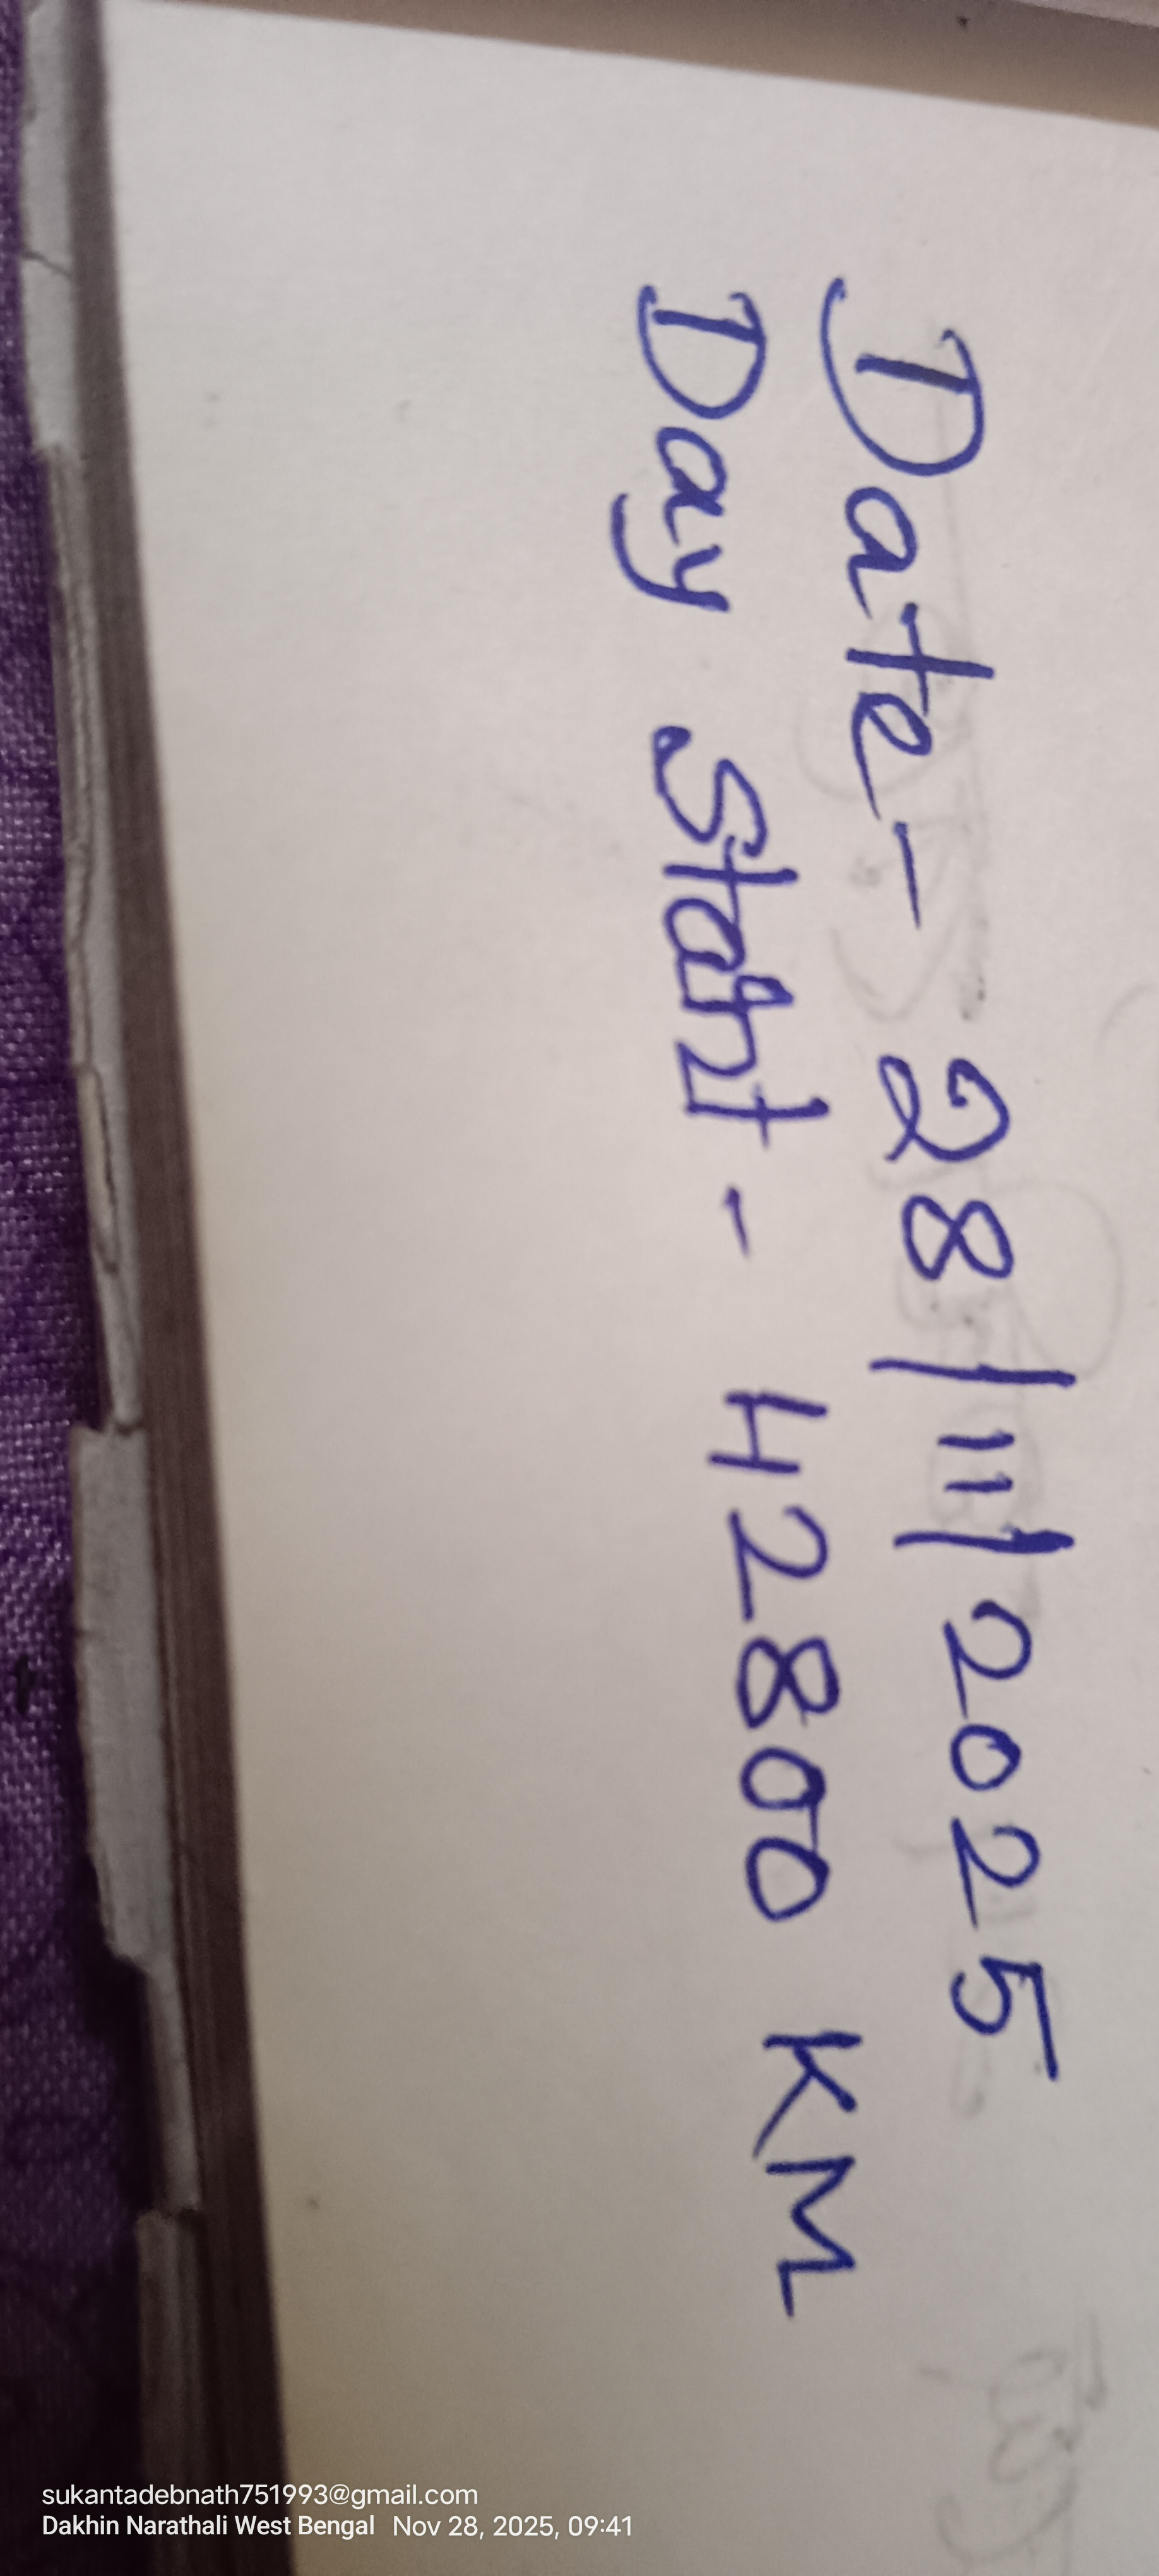 Date - 28/11/2025
Day Start - 42800 KM
sukantadebnath751993@gmail.com
Dakhin Narathali West Bengal Nov 28, 2025, 09:41